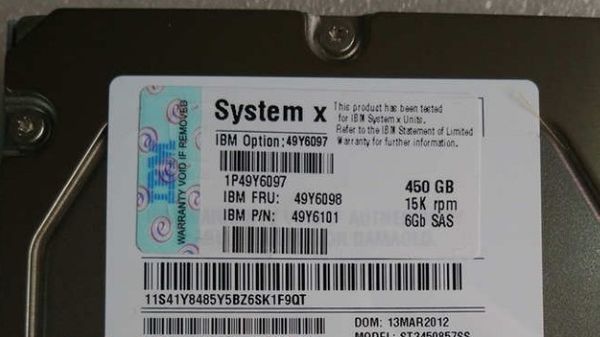 System x
This product has been tested
for IBM System x Units.
Refer to the IBM Statement of Limited
Warranty for further information.
IBM Option: 49Y6097
1P49Y6097
IBM FRU: 49Y6098
IBM P/N: 49Y6101
450 GB
15K rpm
6Gb SAS
WARRANTY VOID IF REMOVED
IBM
11S41Y8485Y5BZ6SK1F9QT
DOM: 13MAR2012
MODEL: ST3450857SS